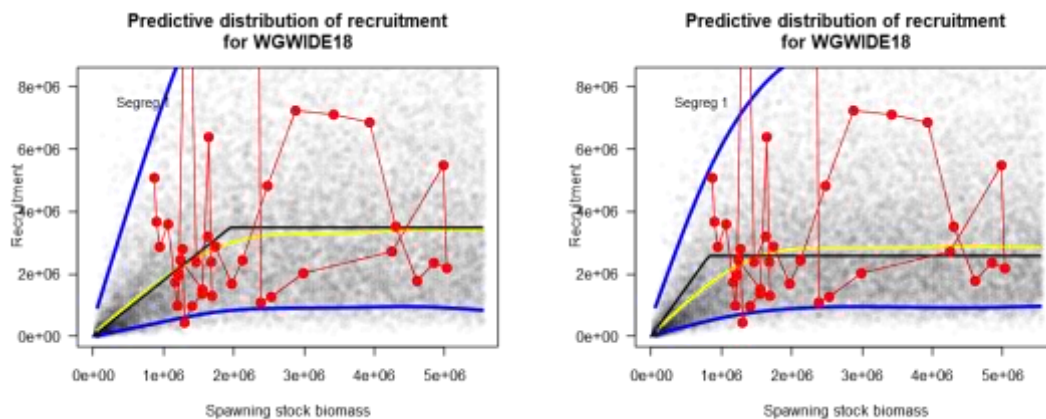 Predictive distribution of recruitment
for WGWIDE18
Segreg 1
Recruitment
8e+06
6e+06
4e+06
2e+06
0e+00
0e+00 1e+06 2e+06 3e+06 4e+06 5e+06
Spawning stock biomass
Predictive distribution of recruitment
for WGWIDE18
Segreg 1
Recruitment
8e+06
6e+06
4e+06
2e+06
0e+00
0e+00 1e+06 2e+06 3e+06 4e+06 5e+06
Spawning stock biomass